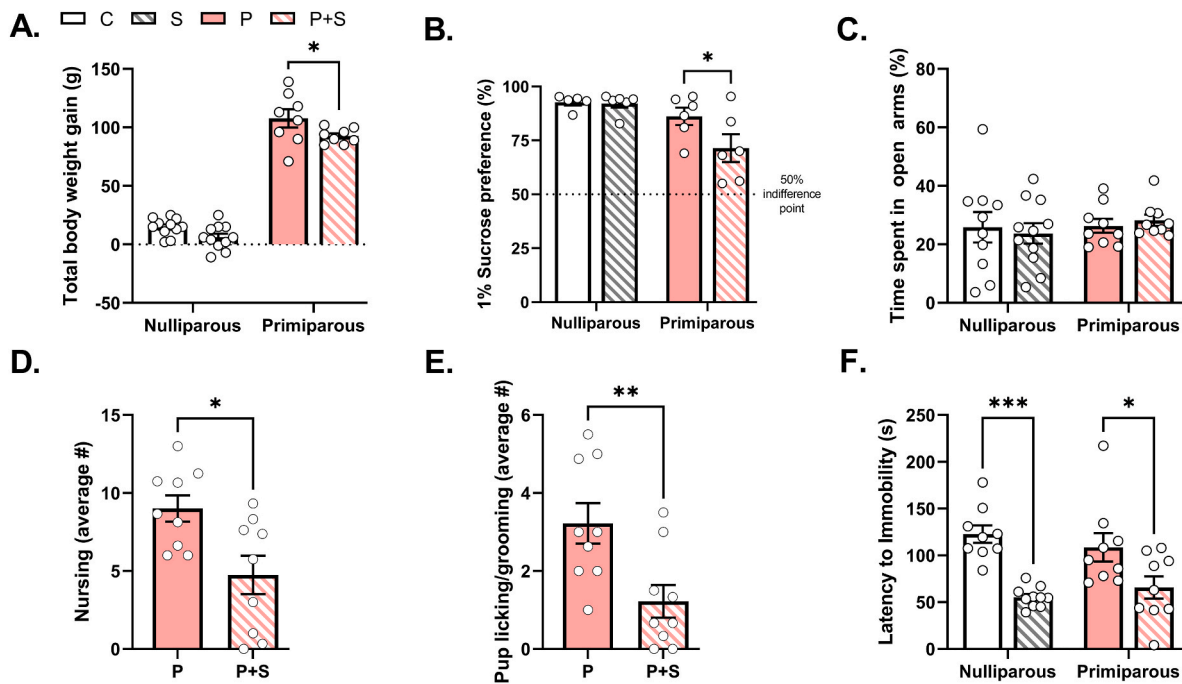 A.
C S P P+S
Total body weight gain (g)
150
100
50
0
-50
*
Nulliparous Primiparous
B.
1% Sucrose preference (%)
100
75
50
25
0
*
50%
indifference
point
Nulliparous Primiparous
C.
Time spent in open arms (%)
80
60
40
20
0
Nulliparous Primiparous
D.
Nursing (average #)
15
10
5
0
*
P P+S
E.
Pup licking/grooming (average #)
6
4
2
0
**
P P+S
F.
Latency to Immobility (s)
250
200
150
100
50
0
***
*
Nulliparous Primiparous